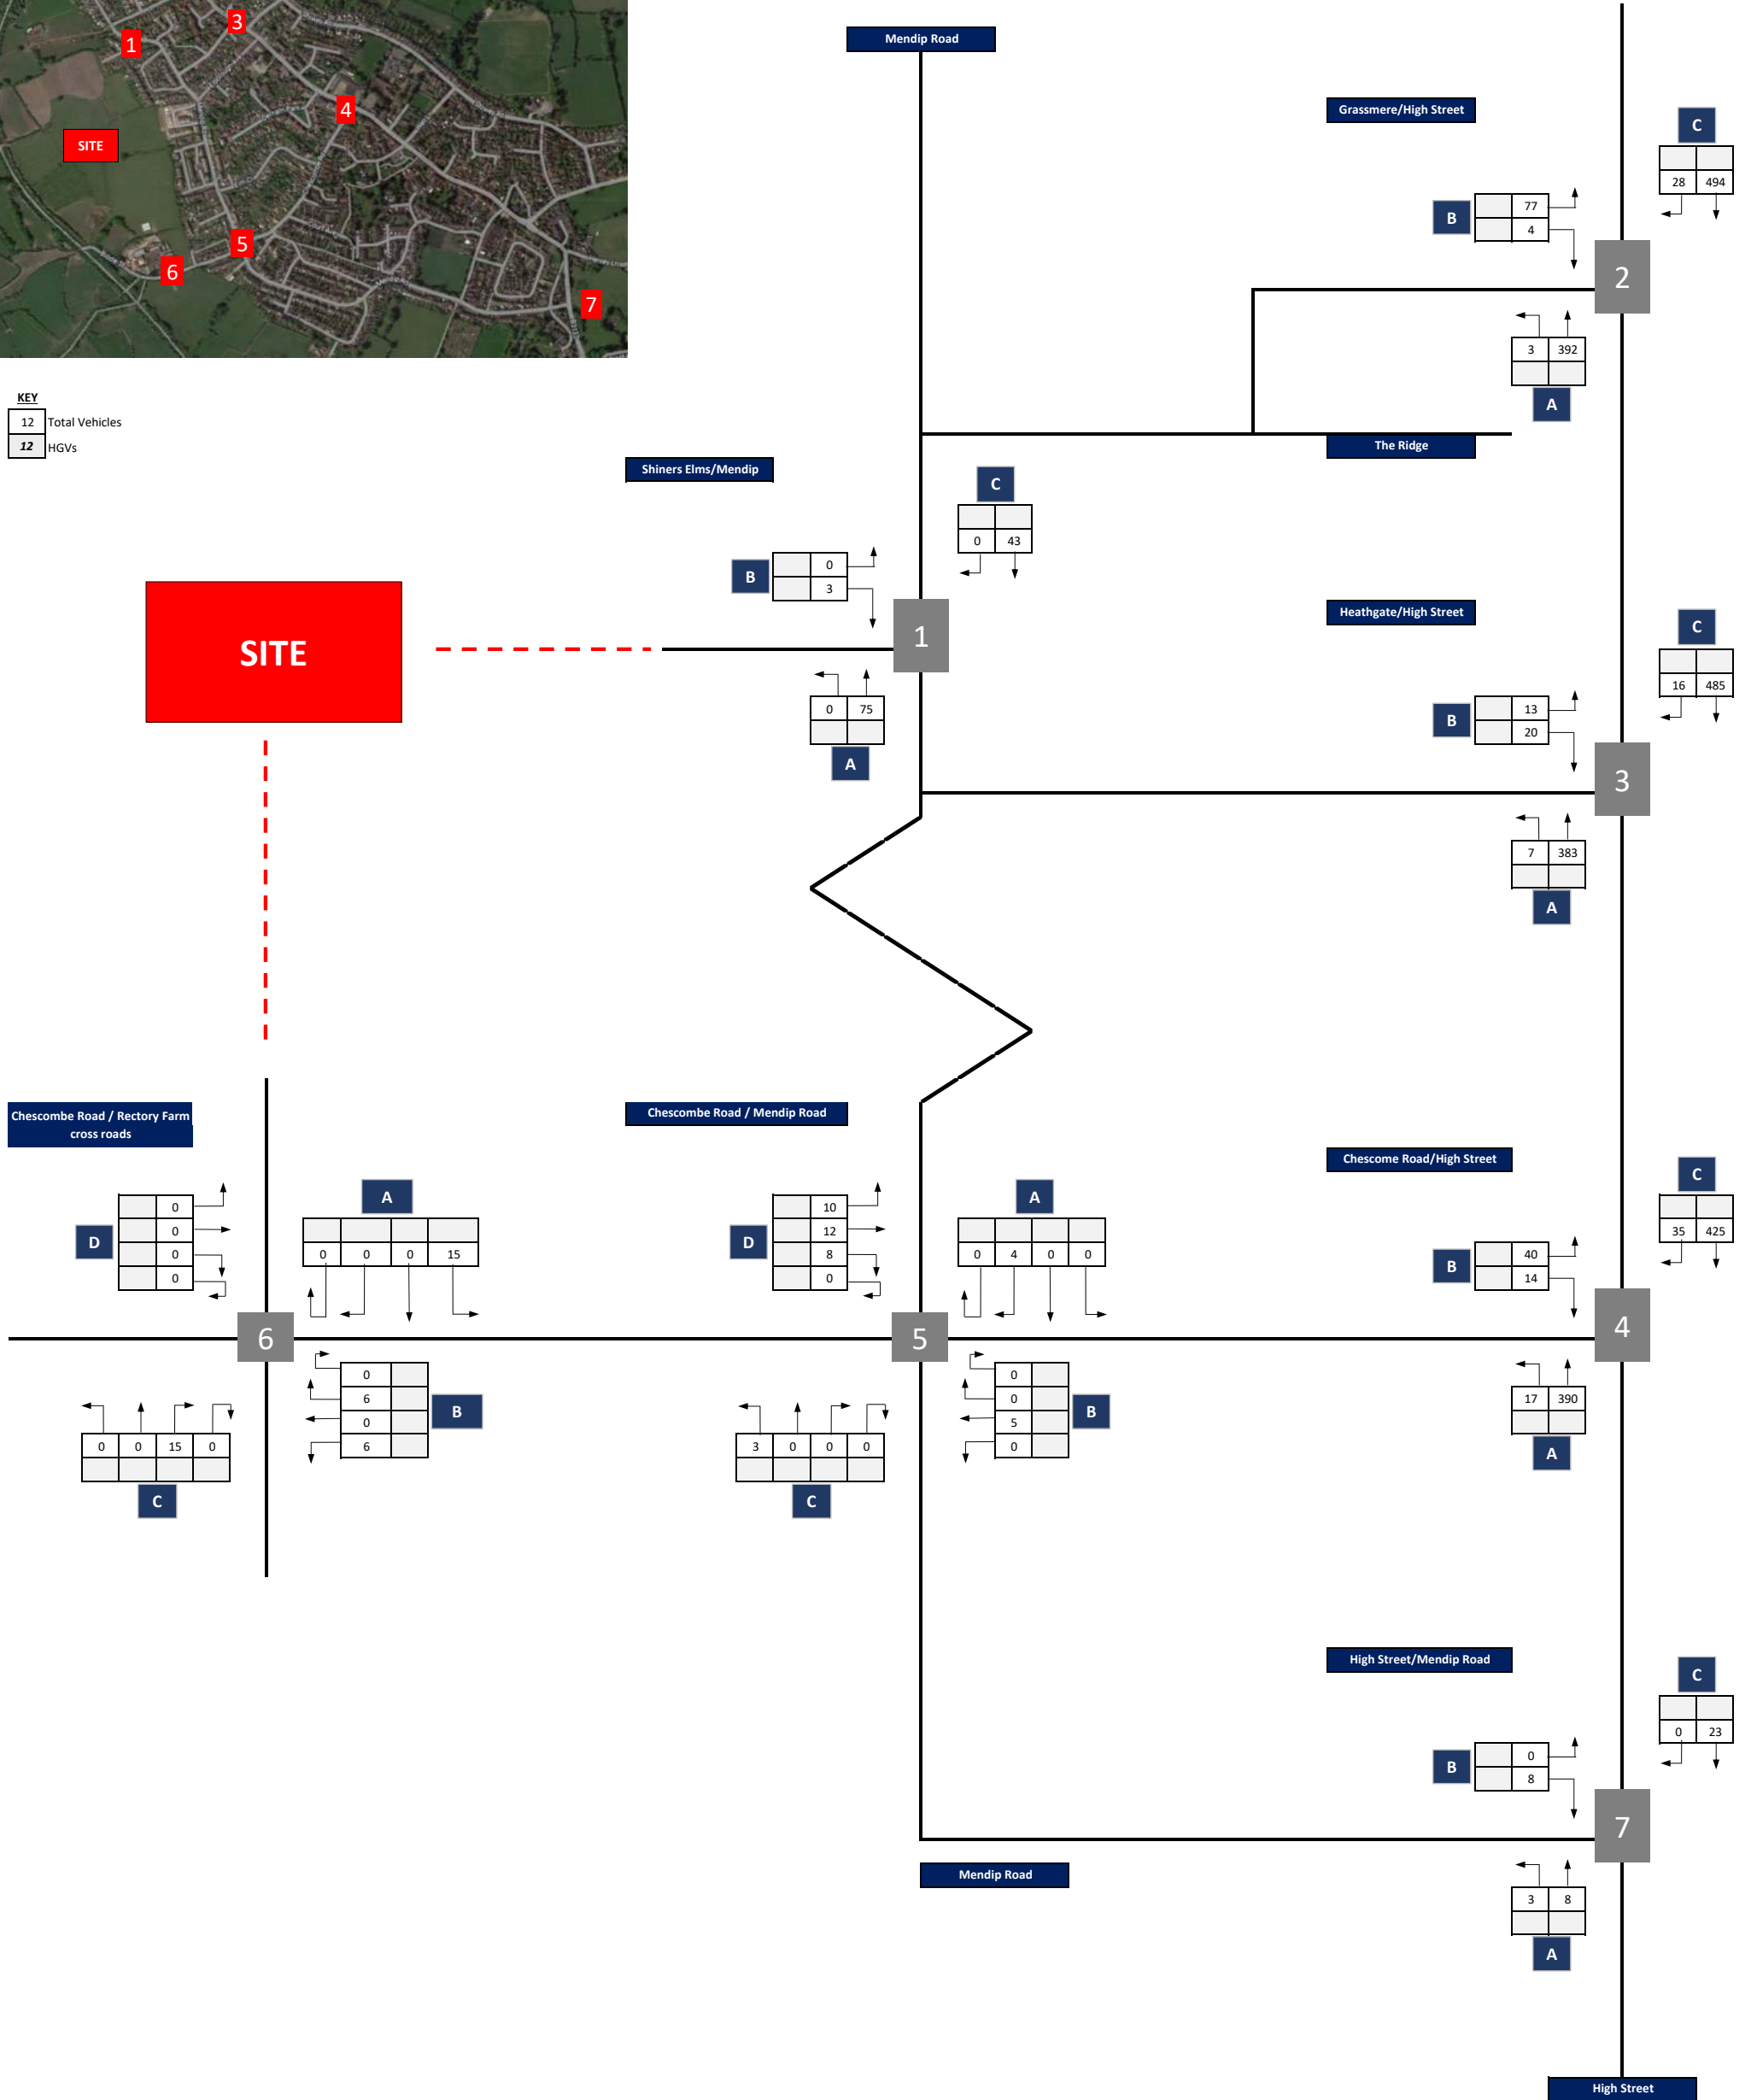 3
1
4
SITE
5
6
7
KEY
12 Total Vehicles
12 HGVs
Mendip Road
Grassmere/High Street
C
28 494
B
77
4
2
3 392
A
The Ridge
Shiners Elms/Mendip
C
0 43
B
0
3
1
0 75
A
SITE
Heathgate/High Street
C
16 485
B
13
20
3
7 383
A
Chescombe Road / Rectory Farm
cross roads
D
0
0
0
0
A
0 0 0 15
6
0
6
0
6
B
0 0 15 0
C
Chescombe Road / Mendip Road
D
10
12
8
0
A
0 4 0 0
5
0
0
5
0
B
3 0 0 0
C
Chescome Road/High Street
C
35 425
B
40
14
4
17 390
A
High Street/Mendip Road
C
0 23
B
0
8
7
Mendip Road
3 8
A
High Street